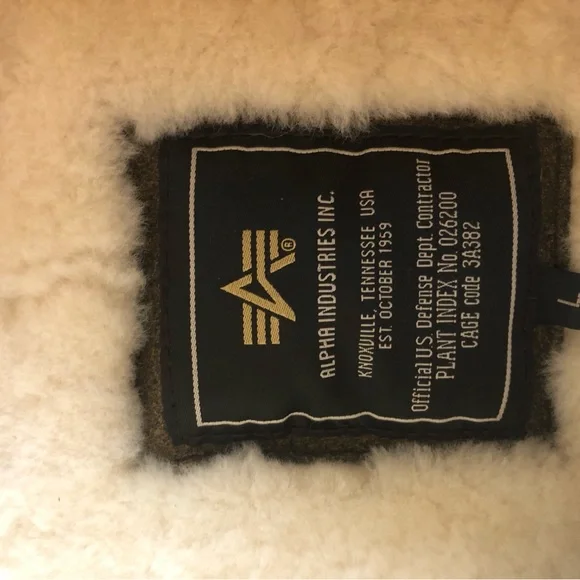 ®
ALPHA INDUSTRIES INC.
KNOXVILLE, TENNESSEE USA
EST. OCTOBER 1959
Official U.S. Defense Dept. Contractor
PLANT INDEX No. 026200
CAGE code 3A382
L